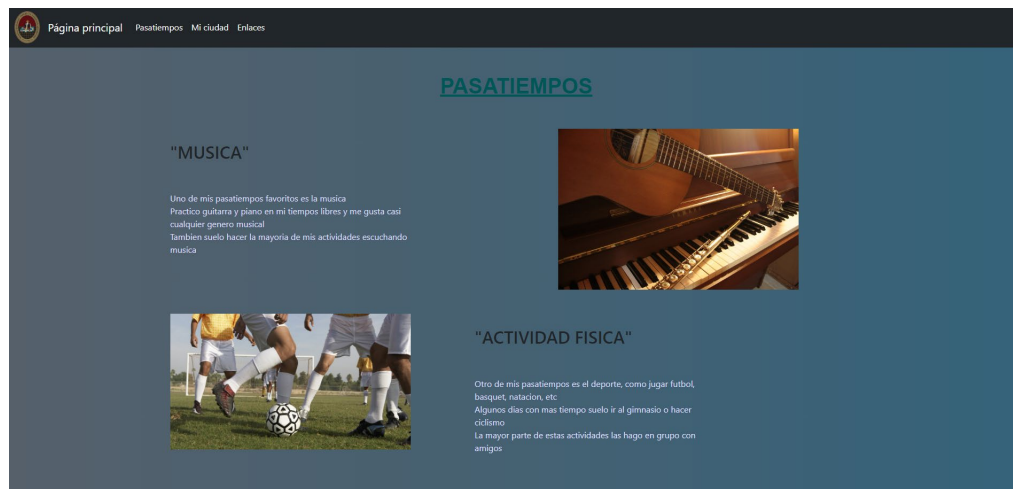 Página principal Pasatiempos Mi ciudad Enlaces
PASATIEMPOS
"MUSICA"
Uno de mis pasatiempos favoritos es la musica
Practico guitarra y piano en mi tiempos libres y me gusta casi
cualquier genero musical
Tambien suelo hacer la mayoria de mis actividades escuchando
musica
"ACTIVIDAD FISICA"
Otro de mis pasatiempos es el deporte, como jugar futbol,
basquet, natacion, etc
Algunos dias con mas tiempo suelo ir al gimnasio o hacer
ciclismo
La mayor parte de estas actividades las hago en grupo con
amigos